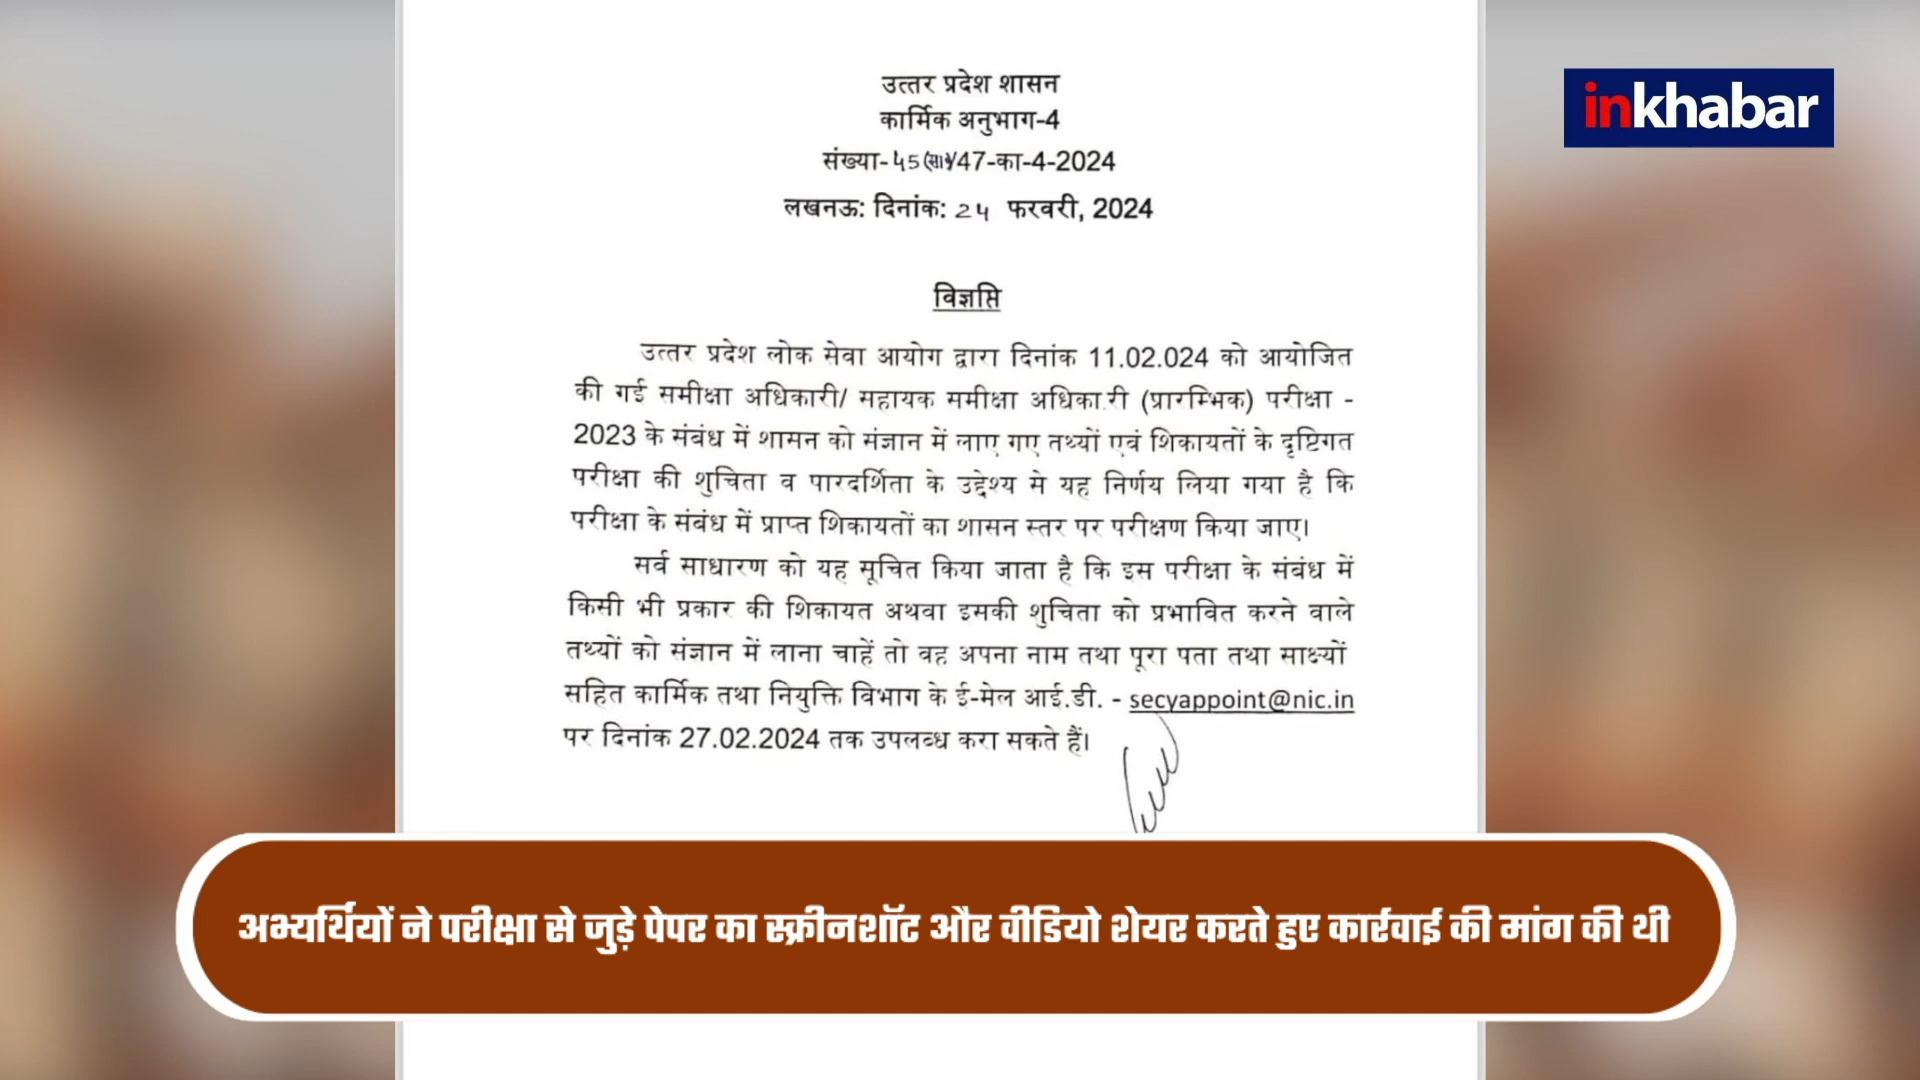 उत्तर प्रदेश शासन
कार्मिक अनुभाग-4
inkhabar
संख्या-45(सा)/47-का-4-2024
लखनऊ: दिनांक: 24 फरवरी, 2024
विज्ञप्ति
उत्तर प्रदेश लोक सेवा आयोग द्वारा दिनांक 11.02.024 को आयोजित
की गई समीक्षा अधिकारी/ सहायक समीक्षा अधिकारी (प्रारम्भिक) परीक्षा -
2023 के संबंध में शासन को संज्ञान में लाए गए तथ्यों एवं शिकायतों के दृष्टिगत
परीक्षा की शुचिता व पारदर्शिता के उद्देश्य से यह निर्णय लिया गया है कि
परीक्षा के संबंध में प्राप्त शिकायतों का शासन स्तर पर परीक्षण किया जाए।
सर्व साधारण को यह सूचित किया जाता है कि इस परीक्षा के संबंध में
किसी भी प्रकार की शिकायत अथवा इसकी शुचिता को प्रभावित करने वाले
तथ्यों को संज्ञान में लाना चाहें तो वह अपना नाम तथा पूरा पता तथा साक्ष्यों
सहित कार्मिक तथा नियुक्ति विभाग के ई-मेल आई.डी. - secyappoint@nic.in
पर दिनांक 27.02.2024 तक उपलब्ध करा सकते हैं।
अभ्यर्थियों ने परीक्षा से जुड़े पेपर का स्क्रीनशॉट और वीडियो शेयर करते हुए कार्रवाई की मांग की थी